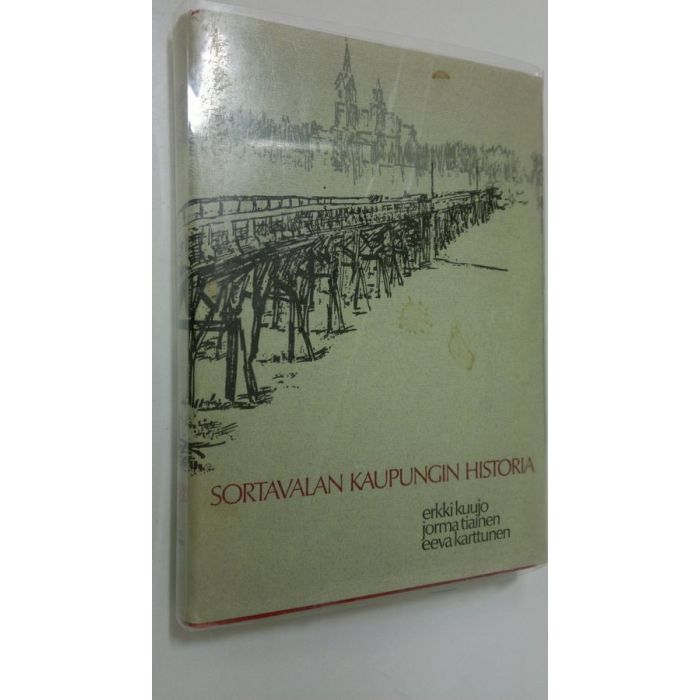 SORTAVALAN KAUPUNGIN HISTORIA
erkki kuujo
jorma tiainen
eeva karttunen